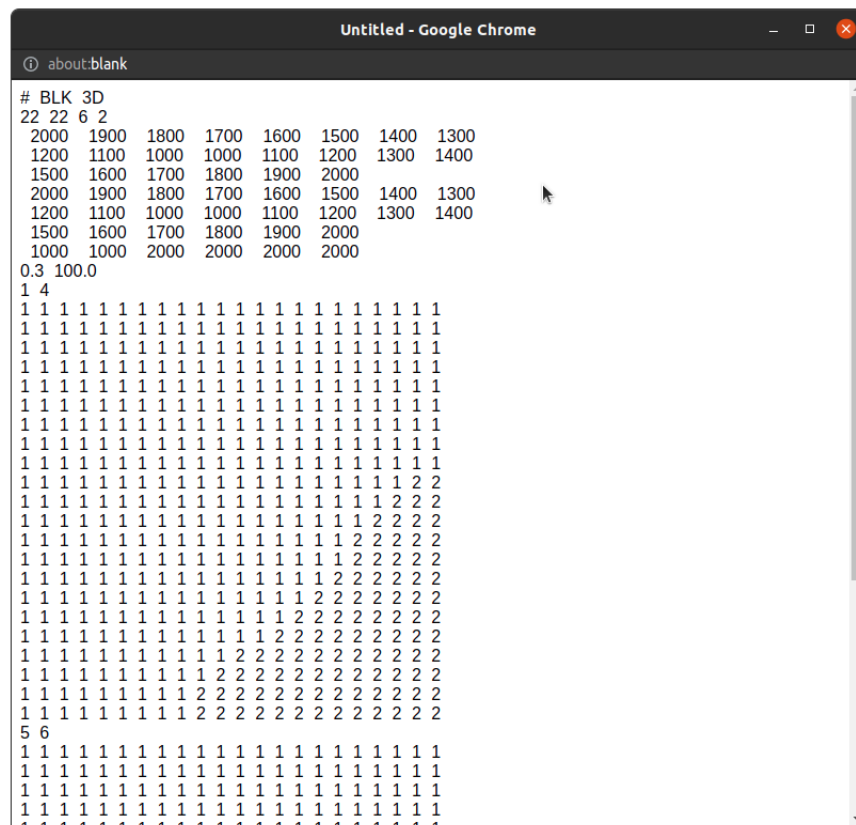 Untitled - Google Chrome
about:blank
# BLK 3D
22 22 6 2
2000 1900 1800 1700 1600 1500 1400 1300
1200 1100 1000 1000 1100 1200 1300 1400
1500 1600 1700 1800 1900 2000
2000 1900 1800 1700 1600 1500 1400 1300
1200 1100 1000 1000 1100 1200 1300 1400
1500 1600 1700 1800 1900 2000
1000 1000 2000 2000 2000 2000
0.3 100.0
1 4
1 1 1 1 1 1 1 1 1 1 1 1 1 1 1 1 1 1 1 1 1 1
1 1 1 1 1 1 1 1 1 1 1 1 1 1 1 1 1 1 1 1 1 1
1 1 1 1 1 1 1 1 1 1 1 1 1 1 1 1 1 1 1 1 1 1
1 1 1 1 1 1 1 1 1 1 1 1 1 1 1 1 1 1 1 1 1 1
1 1 1 1 1 1 1 1 1 1 1 1 1 1 1 1 1 1 1 1 1 1
1 1 1 1 1 1 1 1 1 1 1 1 1 1 1 1 1 1 1 1 1 1
1 1 1 1 1 1 1 1 1 1 1 1 1 1 1 1 1 1 1 1 1 1
1 1 1 1 1 1 1 1 1 1 1 1 1 1 1 1 1 1 1 1 1 1
1 1 1 1 1 1 1 1 1 1 1 1 1 1 1 1 1 1 1 1 1 1
1 1 1 1 1 1 1 1 1 1 1 1 1 1 1 1 1 1 1 1 2 2
1 1 1 1 1 1 1 1 1 1 1 1 1 1 1 1 1 1 1 2 2 2
1 1 1 1 1 1 1 1 1 1 1 1 1 1 1 1 1 1 2 2 2 2
1 1 1 1 1 1 1 1 1 1 1 1 1 1 1 1 1 2 2 2 2 2
1 1 1 1 1 1 1 1 1 1 1 1 1 1 1 1 1 2 2 2 2 2
1 1 1 1 1 1 1 1 1 1 1 1 1 1 1 1 2 2 2 2 2 2
1 1 1 1 1 1 1 1 1 1 1 1 1 1 1 2 2 2 2 2 2 2
1 1 1 1 1 1 1 1 1 1 1 1 1 1 2 2 2 2 2 2 2 2
1 1 1 1 1 1 1 1 1 1 1 1 1 2 2 2 2 2 2 2 2 2
1 1 1 1 1 1 1 1 1 1 1 2 2 2 2 2 2 2 2 2 2 2
1 1 1 1 1 1 1 1 1 1 2 2 2 2 2 2 2 2 2 2 2 2
1 1 1 1 1 1 1 1 1 2 2 2 2 2 2 2 2 2 2 2 2 2
1 1 1 1 1 1 1 1 1 2 2 2 2 2 2 2 2 2 2 2 2 2
5 6
1 1 1 1 1 1 1 1 1 1 1 1 1 1 1 1 1 1 1 1 1 1
1 1 1 1 1 1 1 1 1 1 1 1 1 1 1 1 1 1 1 1 1 1
1 1 1 1 1 1 1 1 1 1 1 1 1 1 1 1 1 1 1 1 1 1
1 1 1 1 1 1 1 1 1 1 1 1 1 1 1 1 1 1 1 1 1 1